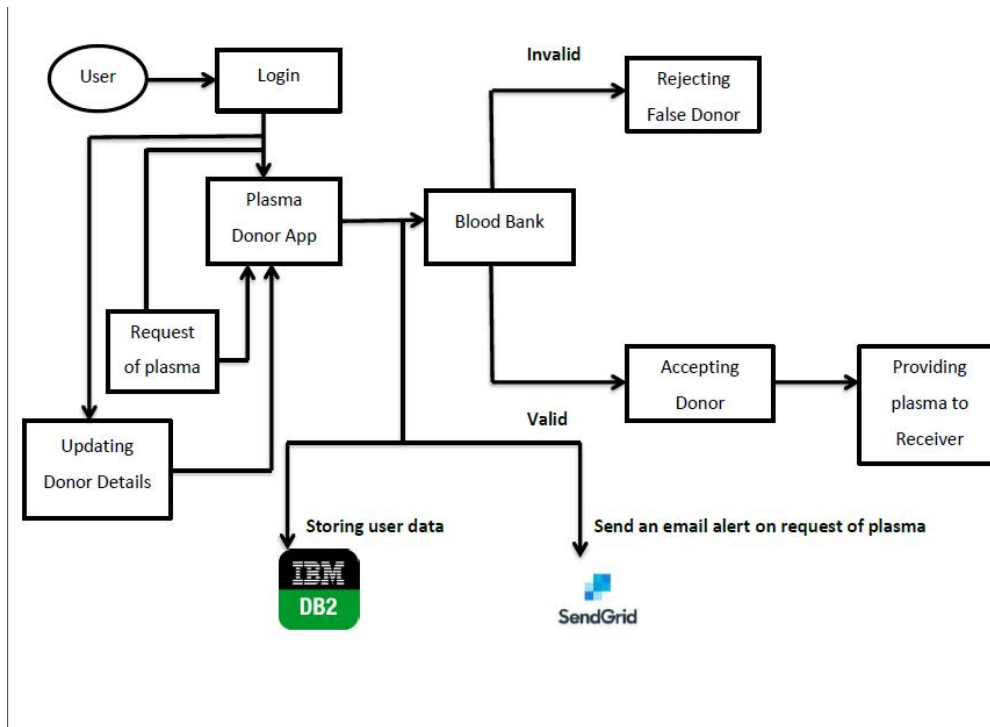 User
Login
Invalid
Rejecting
False Donor
Plasma
Donor App
Blood Bank
Request
of plasma
Accepting
Donor
Providing
plasma to
Receiver
Valid
Updating
Donor Details
Storing user data
Send an email alert on request of plasma
IBM
DB2
SendGrid